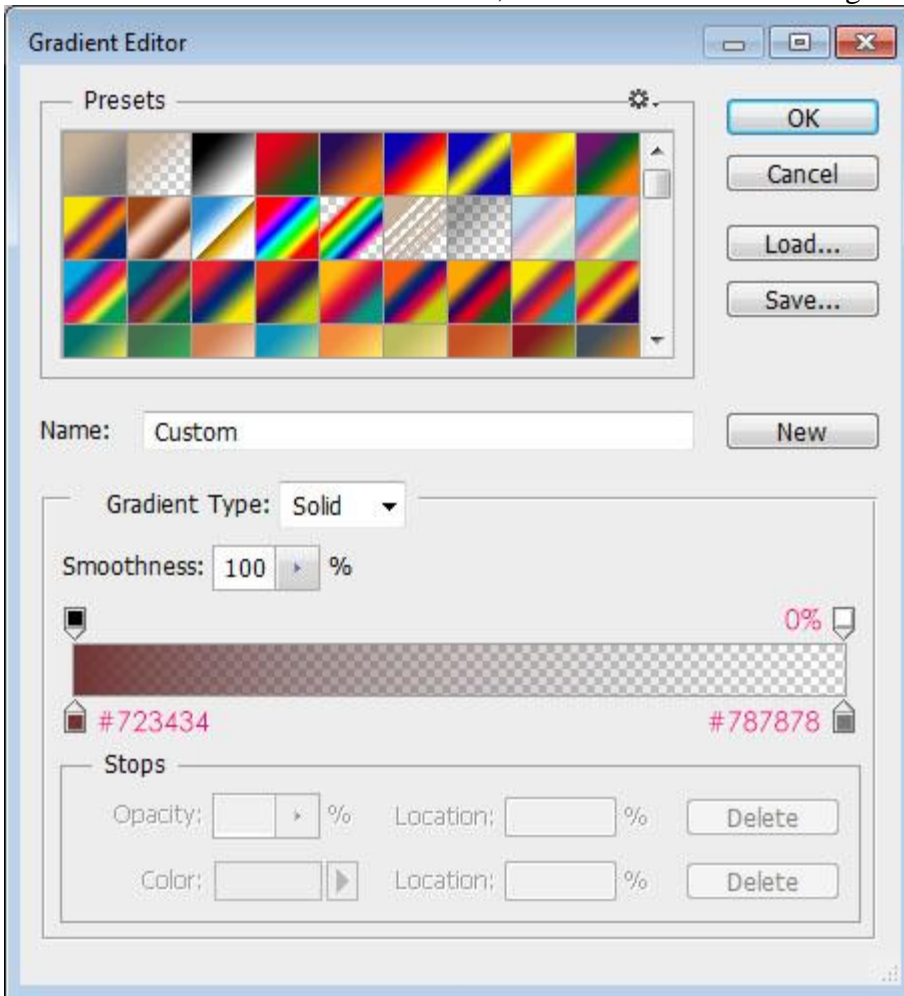 Gradient Editor
Presets
OK
Cancel
Load...
Save...
Name: Custom
New
Gradient Type: Solid
Smoothness: 100 %
0%
#723434 #787878
Stops
Opacity: % Location: % Delete
Color: Location: % Delete